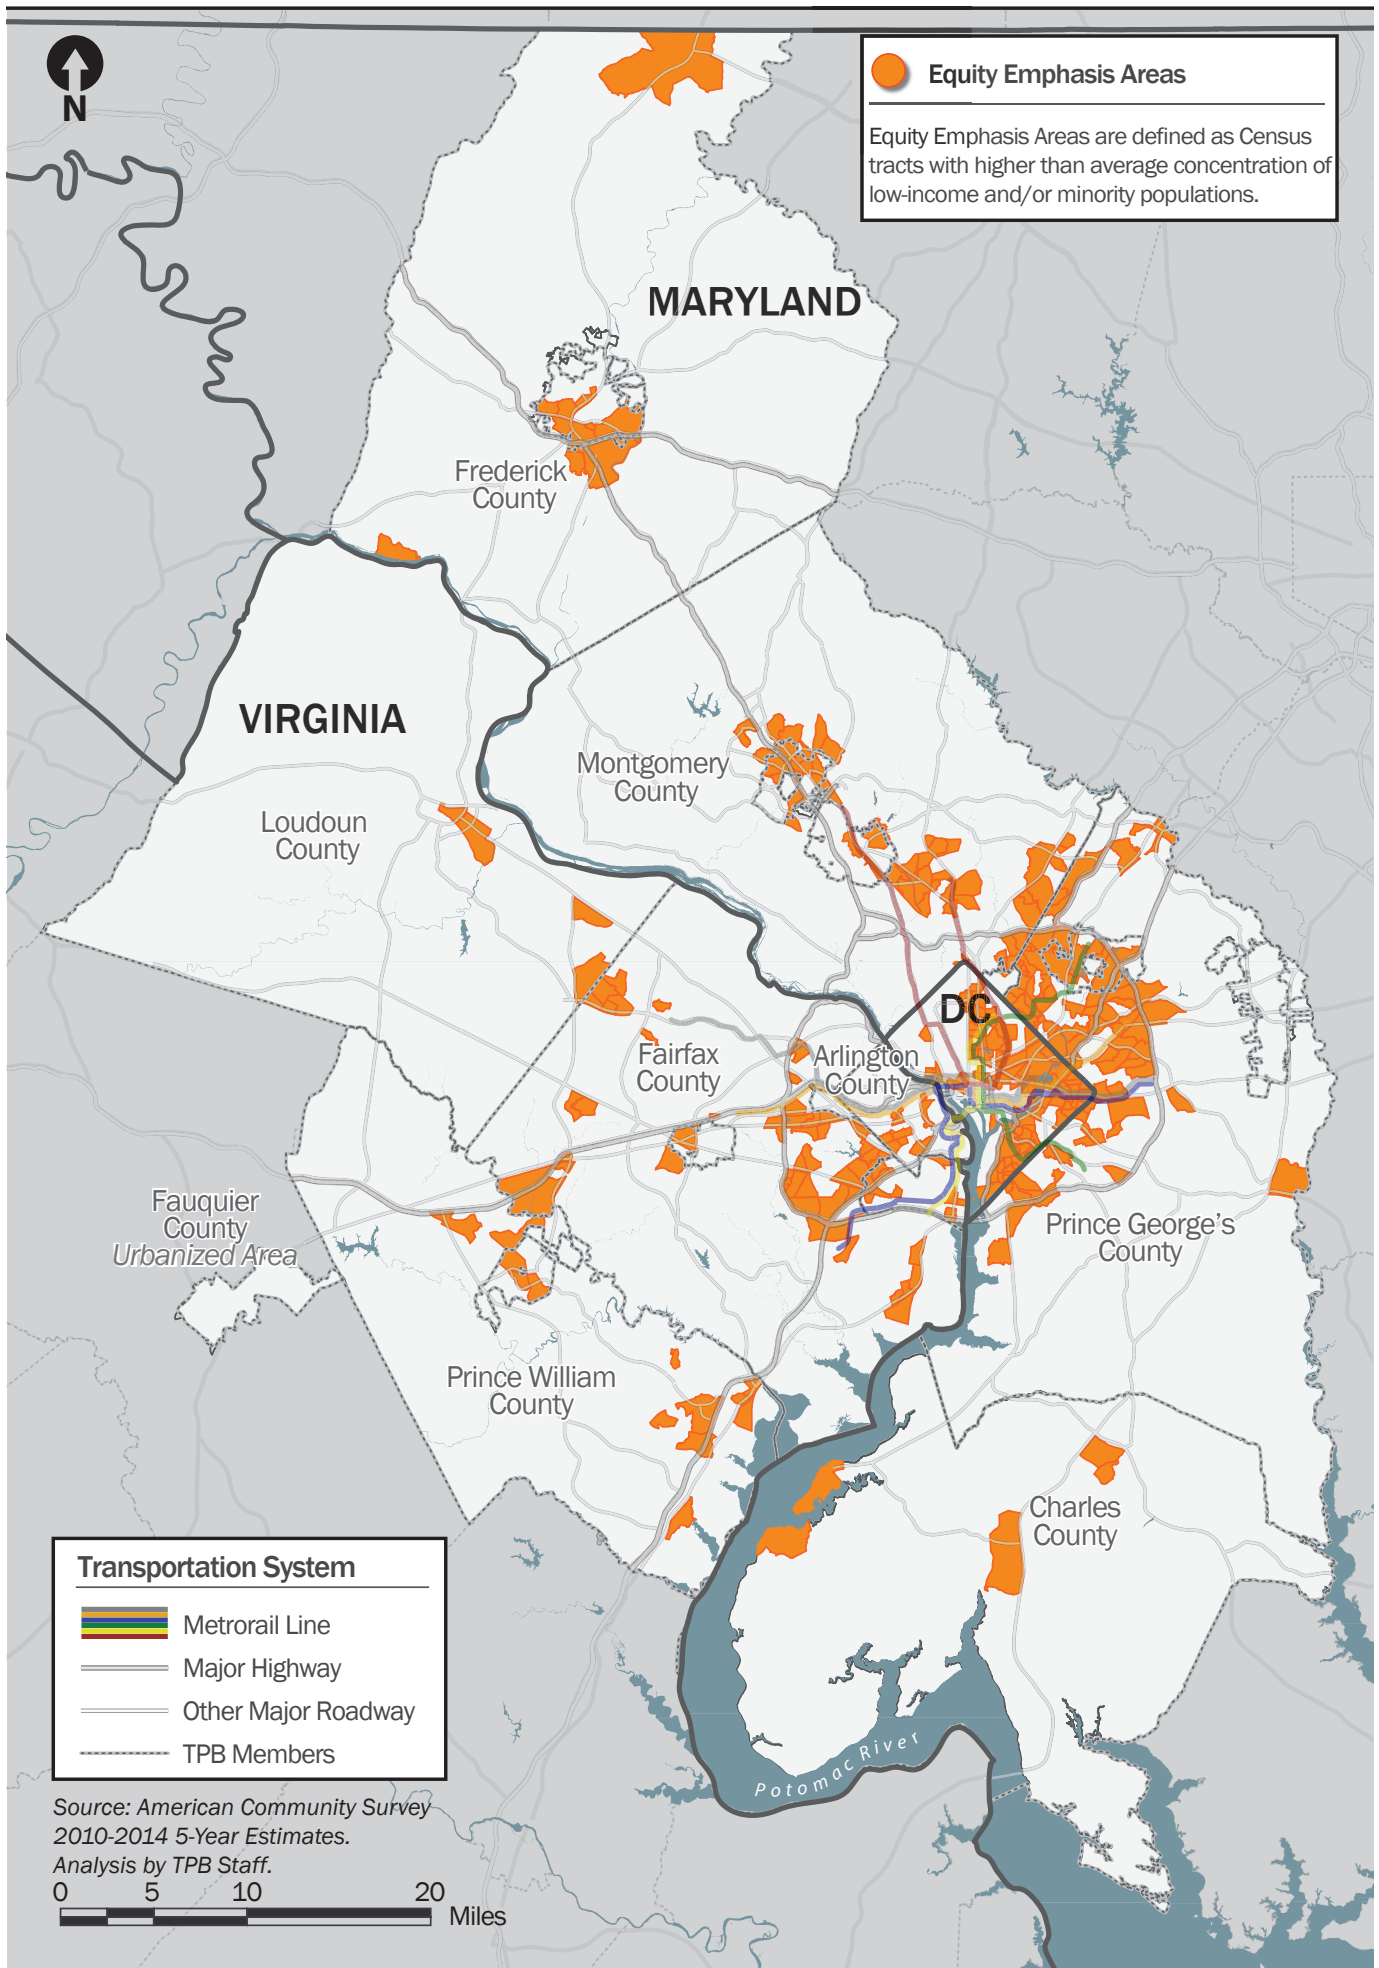 N
Equity Emphasis Areas
Equity Emphasis Areas are defined as Census
tracts with higher than average concentration of
low-income and/or minority populations.
MARYLAND
Frederick
County
VIRGINIA
Montgomery
County
Loudoun
County
DC
Fairfax
County
Arlington
County
Fauquier
County
Urbanized Area
Prince George's
County
Prince William
County
Charles
County
Potomac River
Transportation System
Metrorail Line
Major Highway
Other Major Roadway
TPB Members
Source: American Community Survey
2010-2014 5-Year Estimates.
Analysis by TPB Staff.
0 5 10 20
Miles